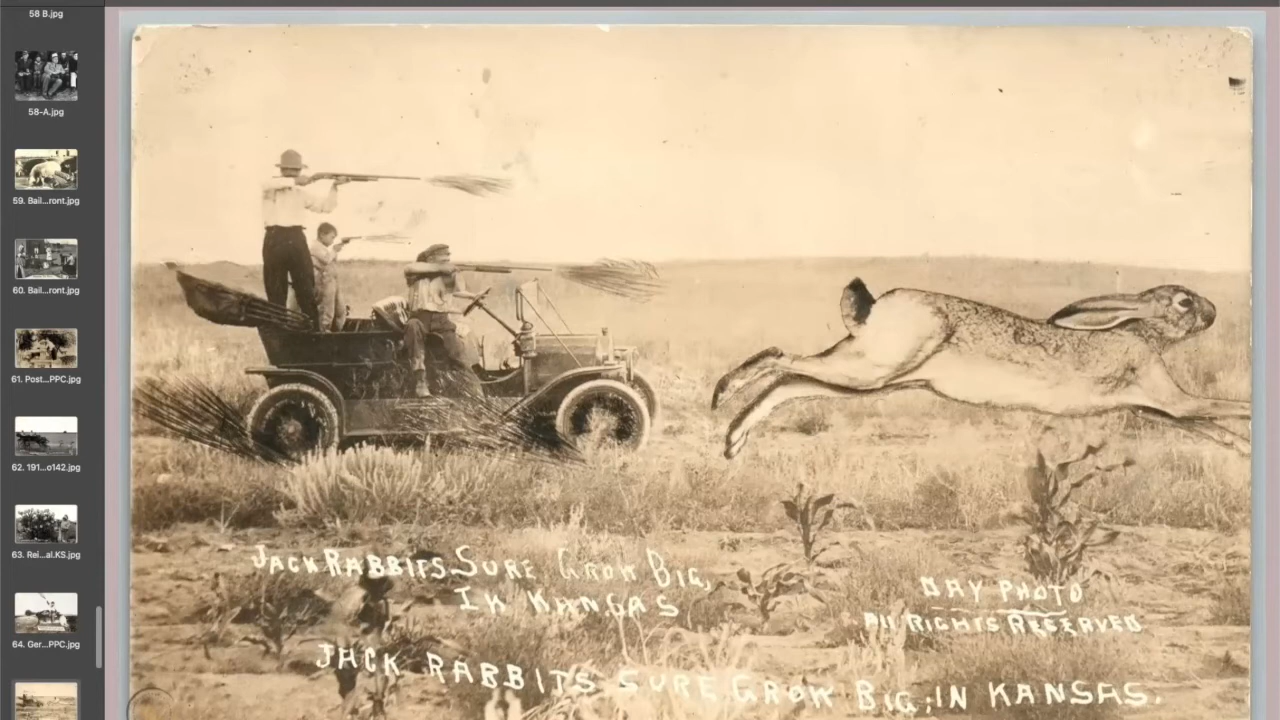 58 B.jpg
58-A.jpg
59. Bail...ront.jpg
60. Bail...ront.jpg
61. Post...PPC.jpg
62. 191...o142.jpg
63. Rei...al.KS.jpg
64. Ger...PPC.jpg
JACK RABBITS SURE GROW BIG,
IN KANSAS
DAY PHOTO
All RIGHTS RESERVED
JACK RABBITS SURE GROW BIG, IN KANSAS.